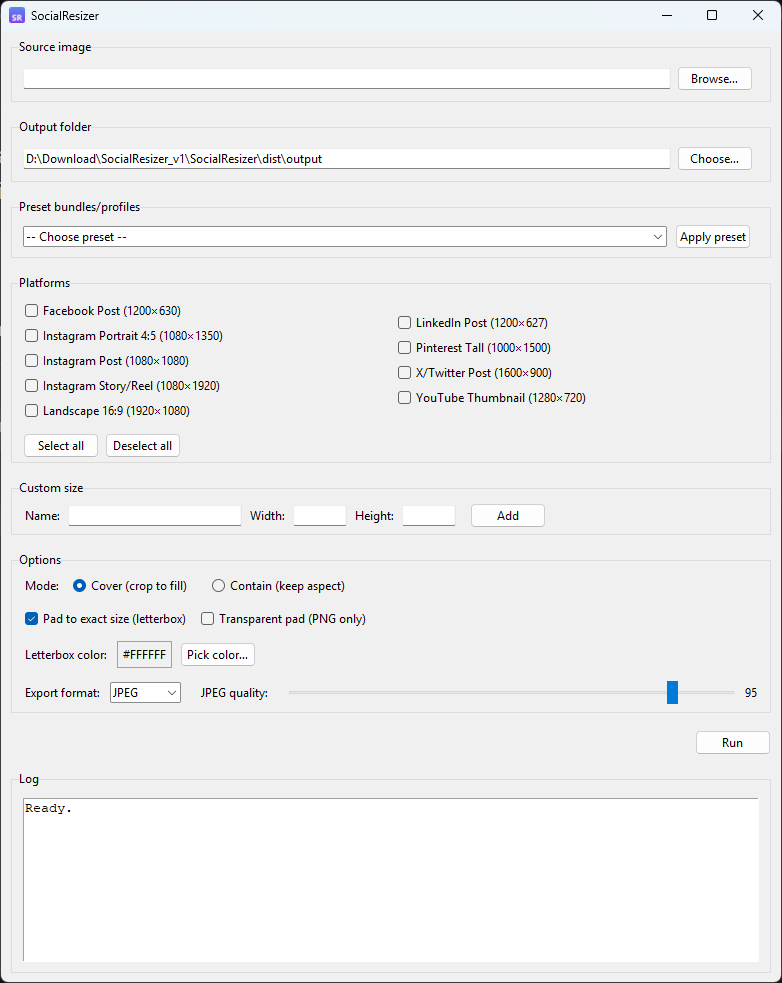 SR SocialResizer
Source image
Browse...
Output folder
D:\Download\SocialResizer_v1\SocialResizer\dist\output
Choose...
Preset bundles/profiles
-- Choose preset --
Apply preset
Platforms
Facebook Post (1200×630)
Instagram Portrait 4:5 (1080×1350)
Instagram Post (1080×1080)
Instagram Story/Reel (1080×1920)
Landscape 16:9 (1920×1080)
LinkedIn Post (1200×627)
Pinterest Tall (1000×1500)
X/Twitter Post (1600×900)
YouTube Thumbnail (1280×720)
Select all
Deselect all
Custom size
Name:
Width:
Height:
Add
Options
Mode:
Cover (crop to fill)
Contain (keep aspect)
Pad to exact size (letterbox)
Transparent pad (PNG only)
Letterbox color:
#FFFFFF
Pick color...
Export format:
JPEG
JPEG quality:
95
Run
Log
Ready.